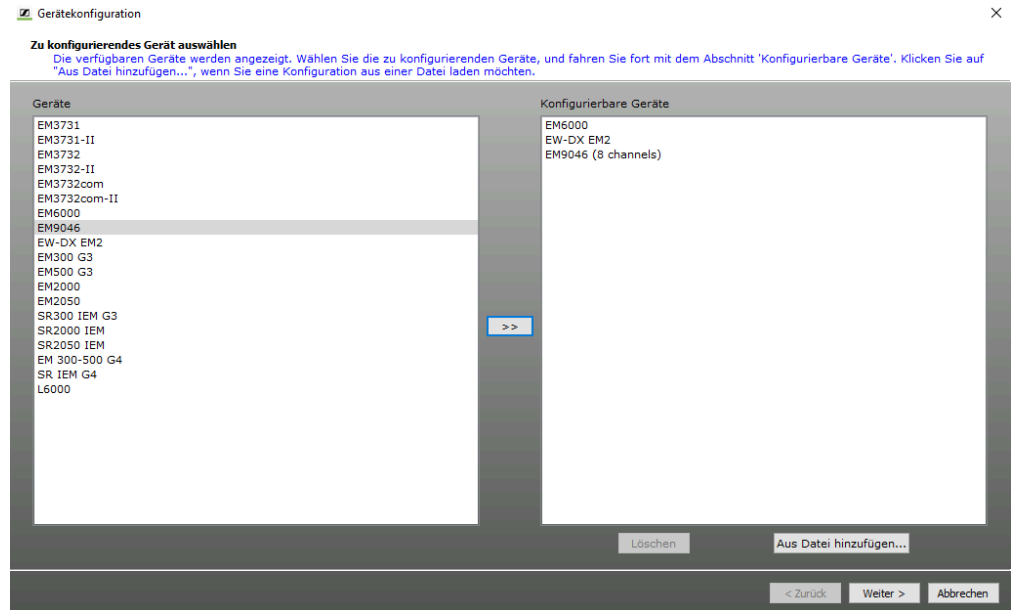 Gerätekonfiguration
Zu konfigurierendes Gerät auswählen
Die verfügbaren Geräte werden angezeigt. Wählen Sie die zu konfigurierenden Geräte, und fahren Sie fort mit dem Abschnitt 'Konfigurierbare Geräte'. Klicken Sie auf
"Aus Datei hinzufügen...", wenn Sie eine Konfiguration aus einer Datei laden möchten.
Geräte
EM3731
EM3731-II
EM3732
EM3732-II
EM3732com
EM3732com-II
EM6000
EM9046
EW-DX EM2
EM300 G3
EM500 G3
EM2000
EM2050
SR300 IEM G3
SR2000 IEM
SR2050 IEM
EM 300-500 G4
SR IEM G4
L6000
>>
Konfigurierbare Geräte
EM6000
EW-DX EM2
EM9046 (8 channels)
Löschen
Aus Datei hinzufügen...
< Zurück
Weiter >
Abbrechen